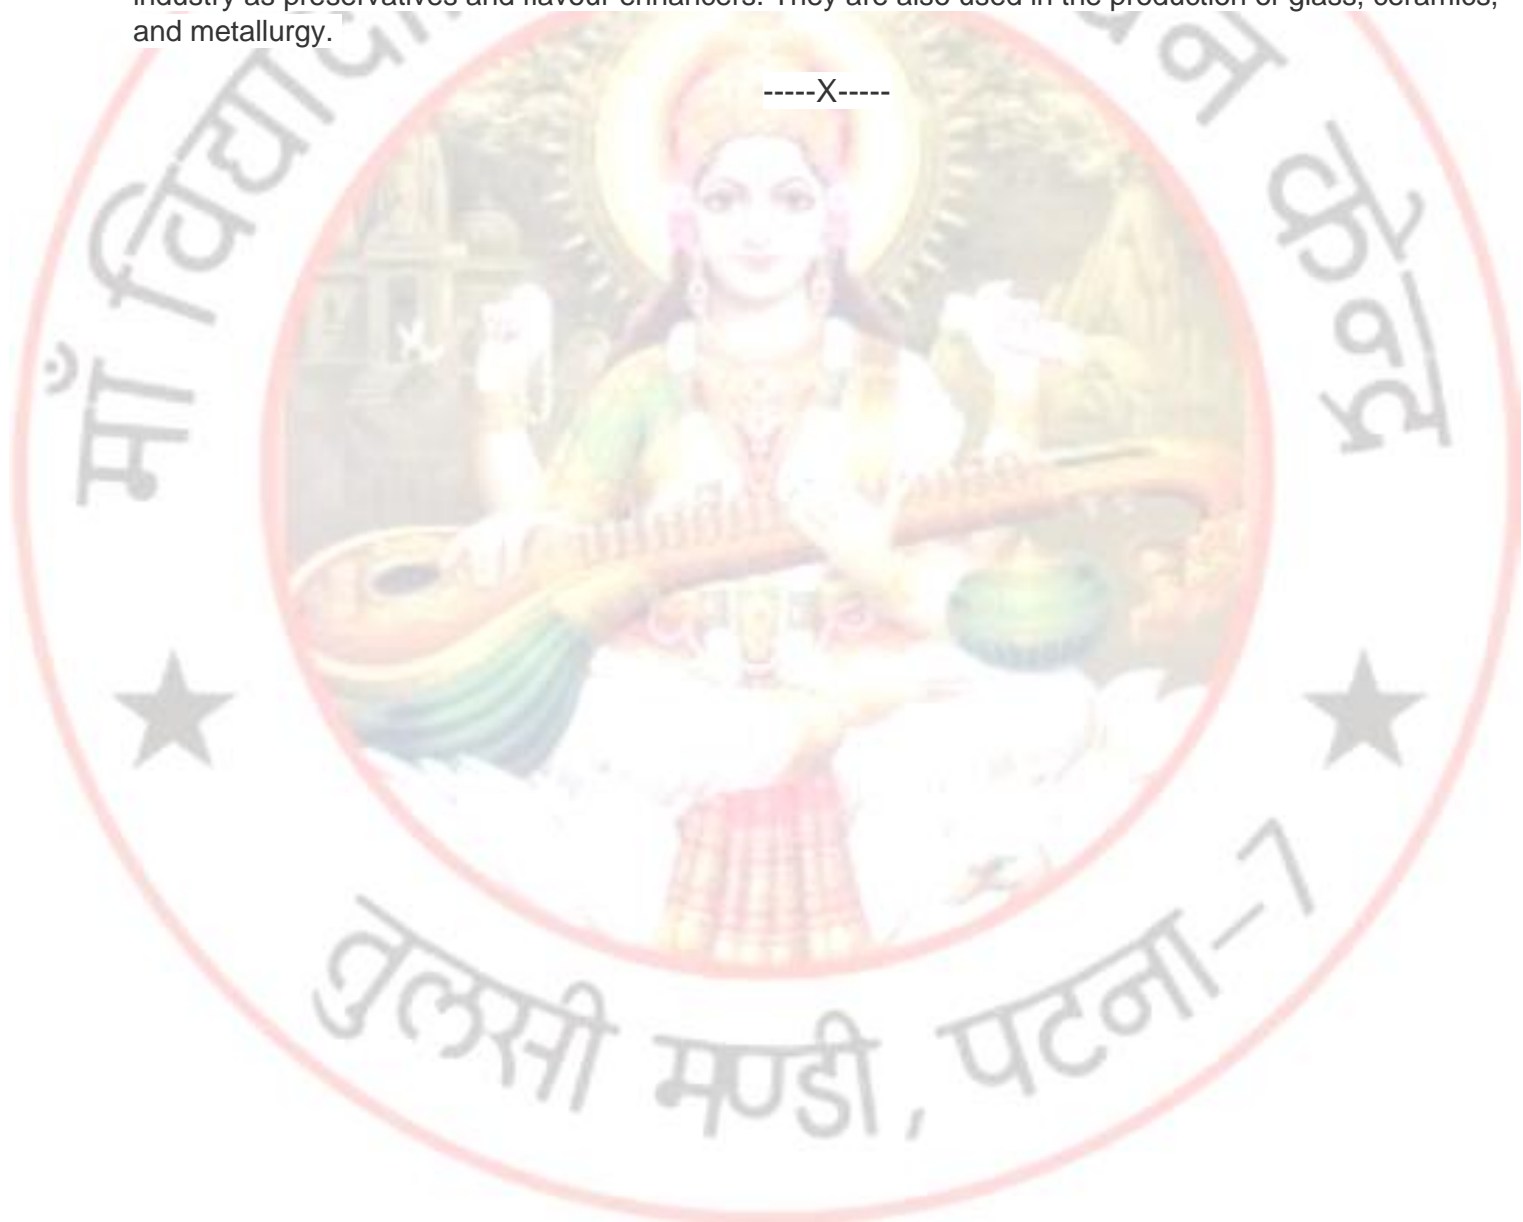 industry as preservatives and flavour enhancers. They are also used in the production of glass, ceramics,
and metallurgy.
-----X-----
माँ
केन्द्र
तुलसी मण्डी, पटना-7